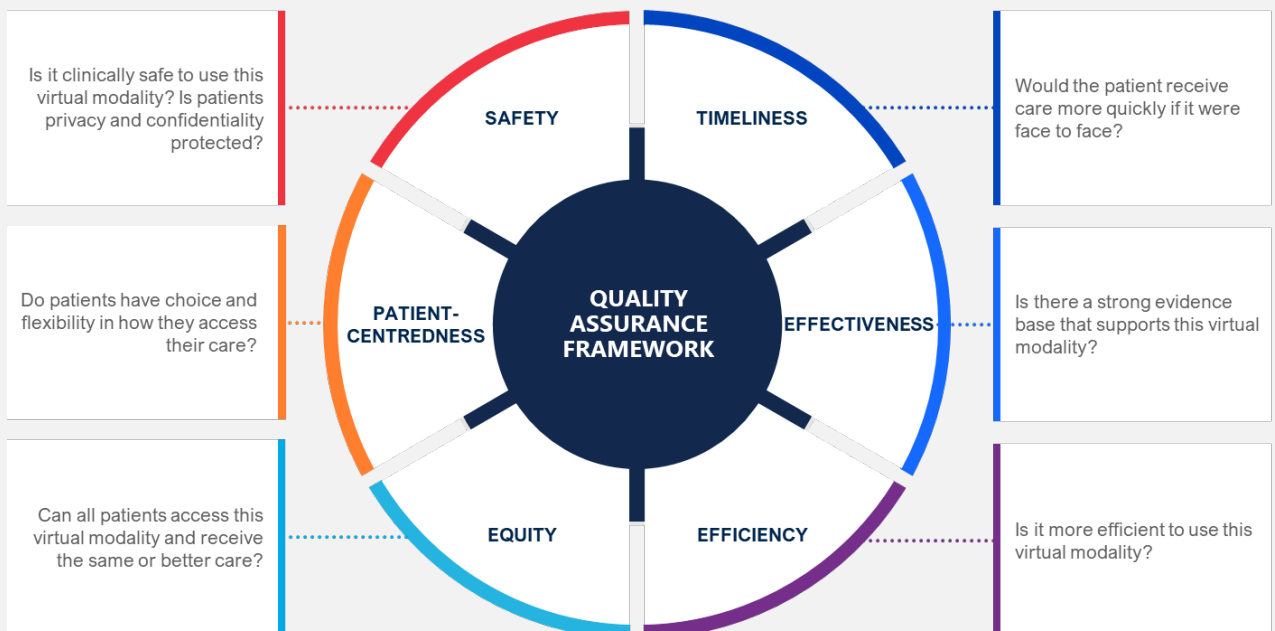 Is it clinically safe to use this
virtual modality? Is patients
privacy and confidentiality
protected?
SAFETY
TIMELINESS
Would the patient receive
care more quickly if it were
face to face?
Do patients have choice and
flexibility in how they access
their care?
PATIENT-
CENTREDNESS
QUALITY
ASSURANCE
FRAMEWORK
EFFECTIVENESS
Is there a strong evidence
base that supports this virtual
modality?
Can all patients access this
virtual modality and receive
the same or better care?
EQUITY
EFFICIENCY
Is it more efficient to use this
virtual modality?